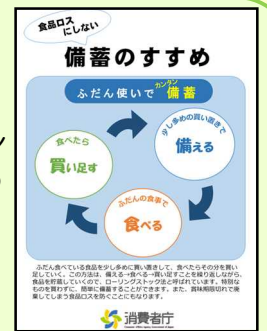 食品ロス
にしない
備蓄のすすめ
ふだん使いで カンタン 備蓄
少し多めの買い置きで
備える
食べたら
買い足す
ふだんの食事で
食べる
ふだん食べている食品を少し多めに買い置きして、食べたらその分を買い
足していく。この方法は、備える→食べる→買い足すことを繰り返しながら、
食品を貯蔵していくので、ローリングストック法と呼ばれています。特別な
ものを買わずに、簡単に備蓄することができます。また、賞味期限切れで廃
棄してしまう食品ロスを防ぐことにもなります。
消費者庁